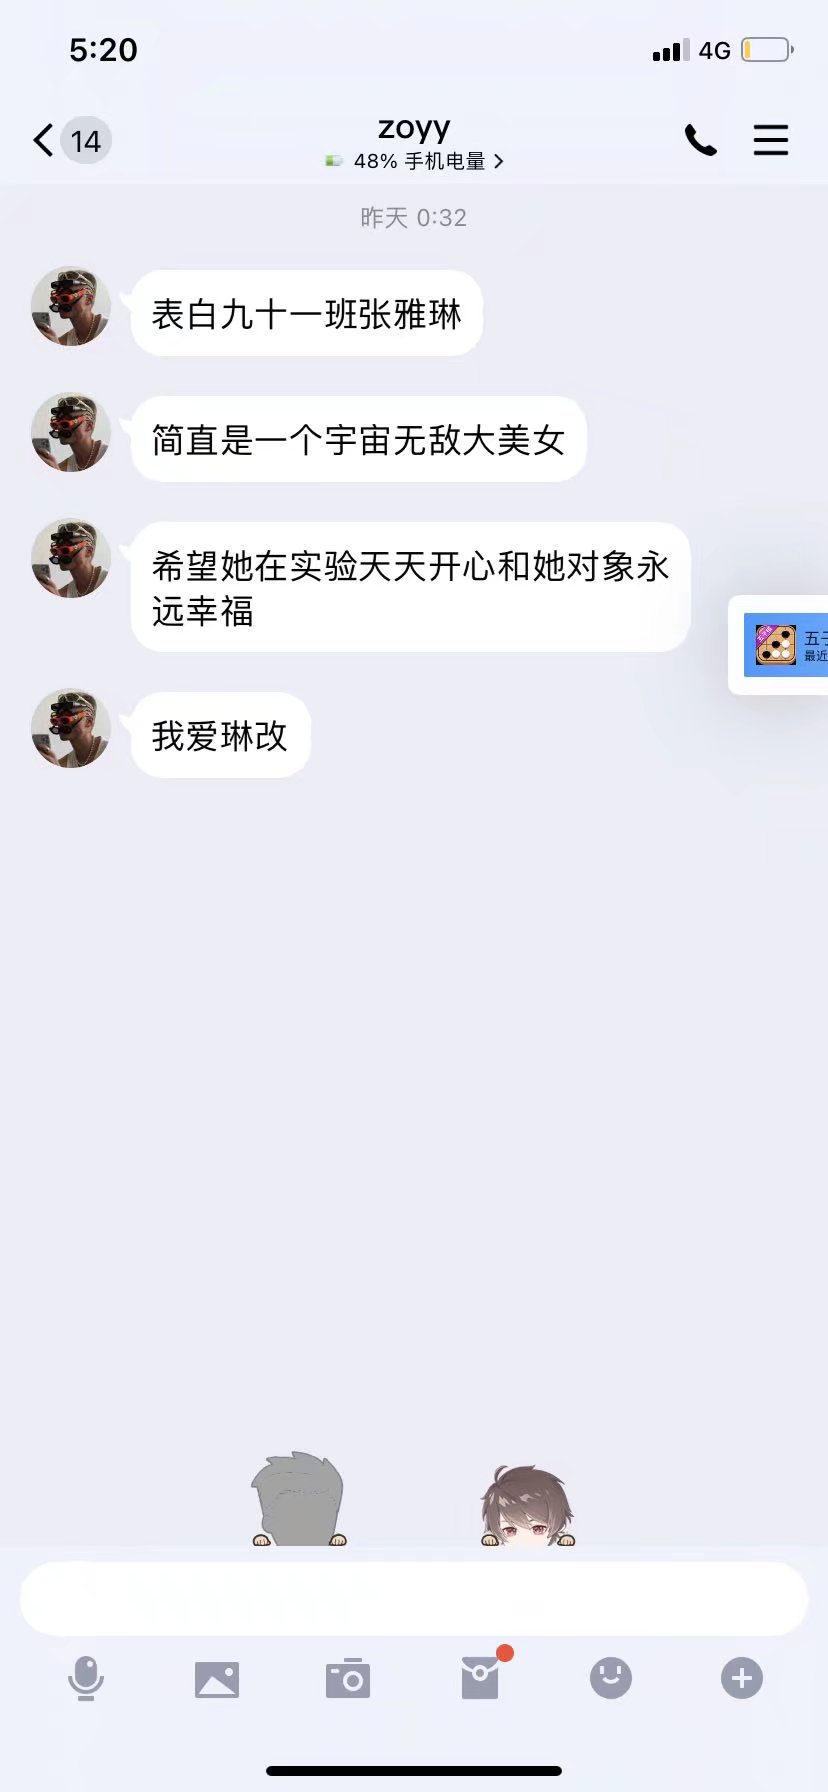 5:20
4G
14
zoyy
48% 手机电量
昨天 0:32
表白九十一班张雅琳
简直是一个宇宙无敌大美女
希望她在实验天天开心和她对象永
远幸福
我爱琳改
五子
最近